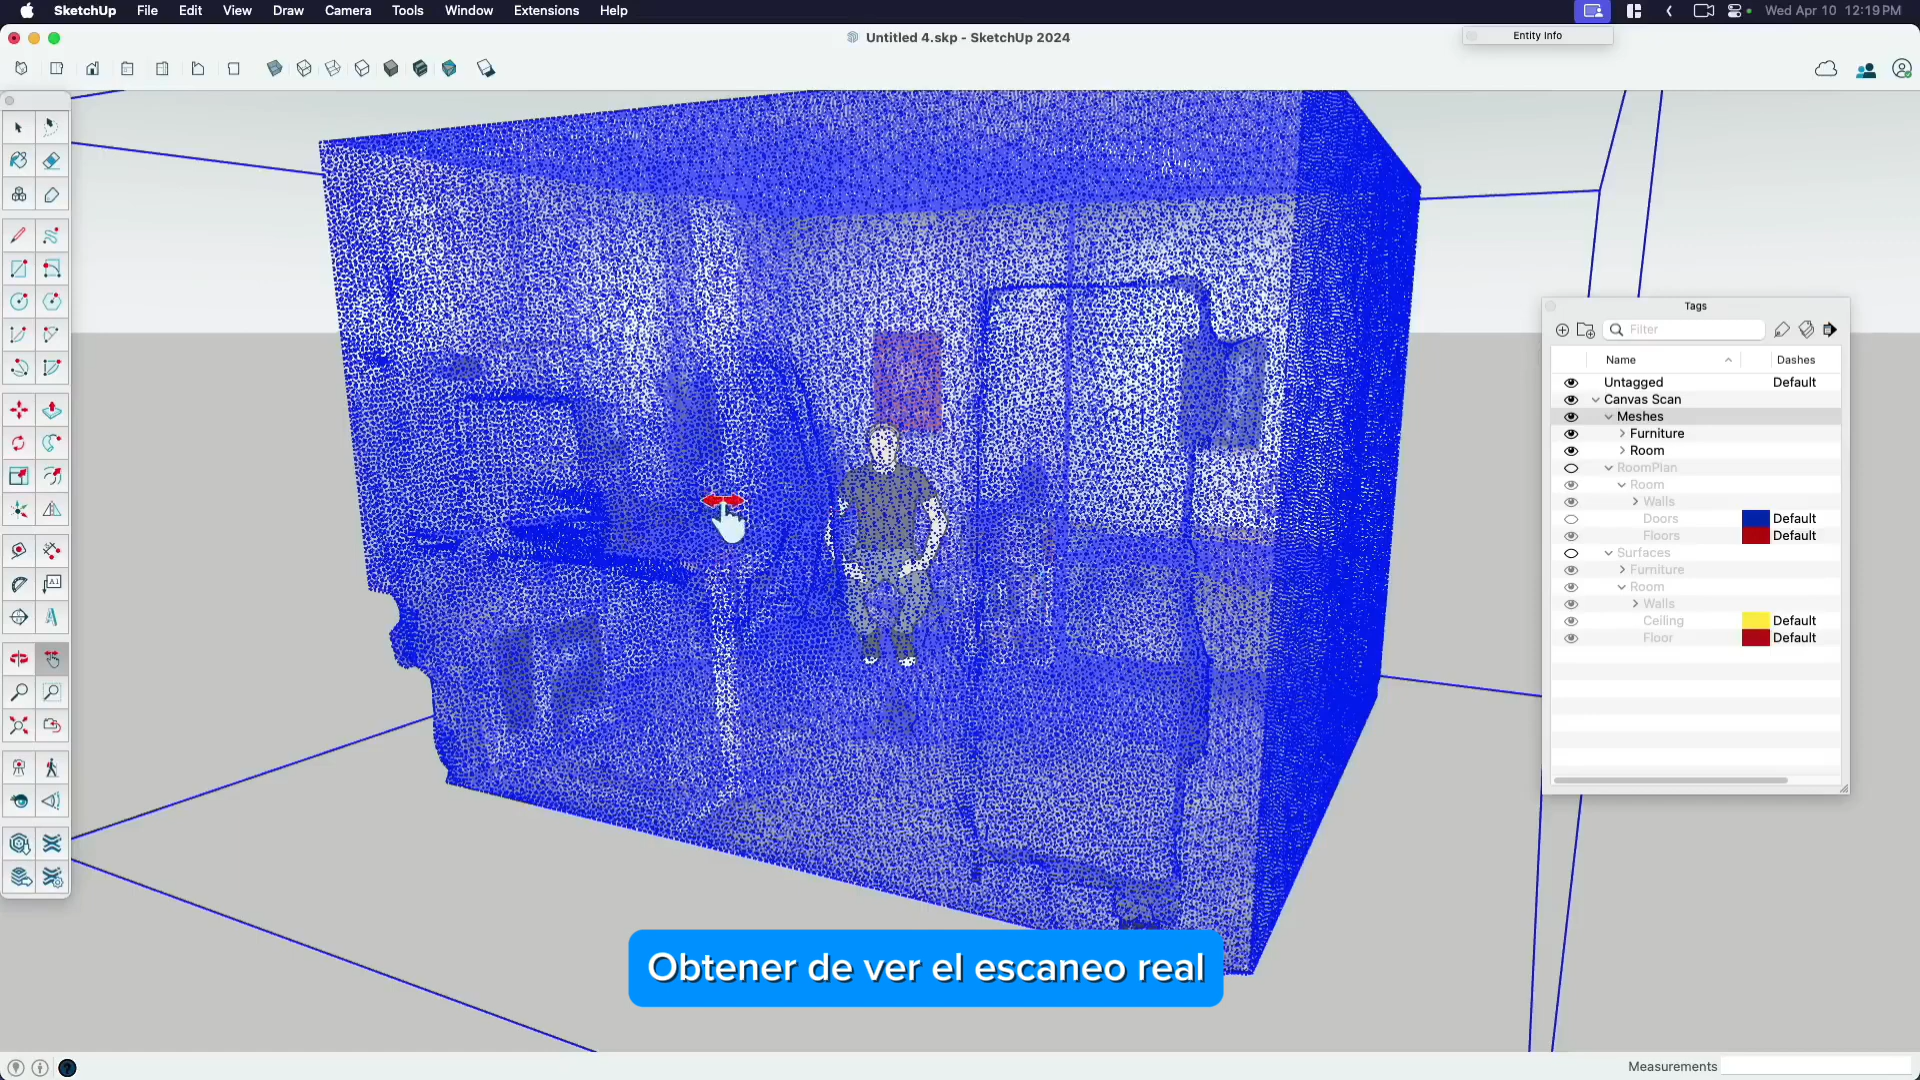 SketchUp File Edit View Draw Camera Tools Window Extensions Help Wed Apr 10 12:19 PM
Untitled 4.skp - SketchUp 2024
Entity Info
Tags
Filter
Name Dashes
Untagged Default
Canvas Scan
Meshes
Furniture
Room
RoomPlan
Room
Walls
Doors Default
Floors Default
Surfaces
Furniture
Room
Walls
Ceiling Default
Floor Default
Obtener de ver el escaneo real
Measurements